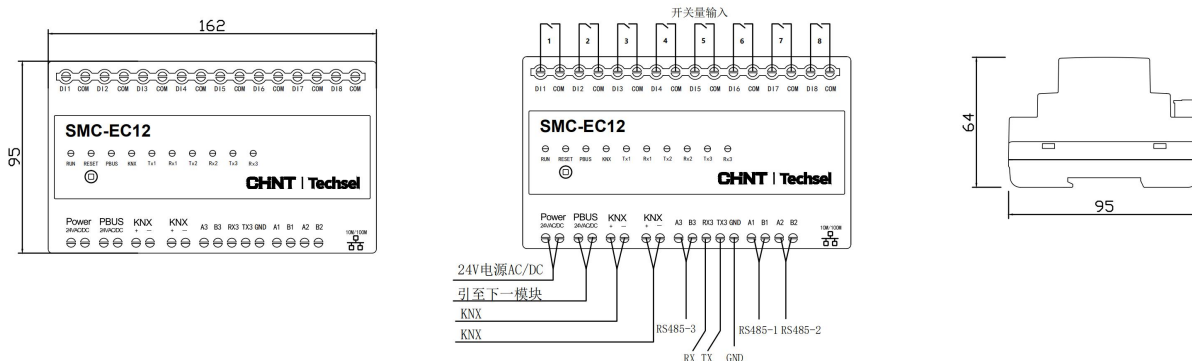 162
95
DI1 COM DI2 COM DI3 COM DI4 COM DI5 COM DI6 COM DI7 COM DI8 COM
SMC-EC12
RUN RESET PBUS KNX Tx1 Rx1 Tx2 Rx2 Tx3 Rx3
CHNT | Techsel
Power PBUS KNX KNX A3 B3 RX3 TX3 GND A1 B1 A2 B2
24VAC/DC 24VAC/DC + — + — 10M/100M
开关量输入
1 2 3 4 5 6 7 8
DI1 COM DI2 COM DI3 COM DI4 COM DI5 COM DI6 COM DI7 COM DI8 COM
SMC-EC12
RUN RESET PBUS KNX Tx1 Rx1 Tx2 Rx2 Tx3 Rx3
CHNT | Techsel
Power PBUS KNX KNX A3 B3 RX3 TX3 GND A1 B1 A2 B2
24VAC/DC 24VAC/DC + — + — 10M/100M
24V电源AC/DC
引至下一模块
KNX
KNX
RS485-3
RS485-1 RS485-2
RX TX GND
64
95